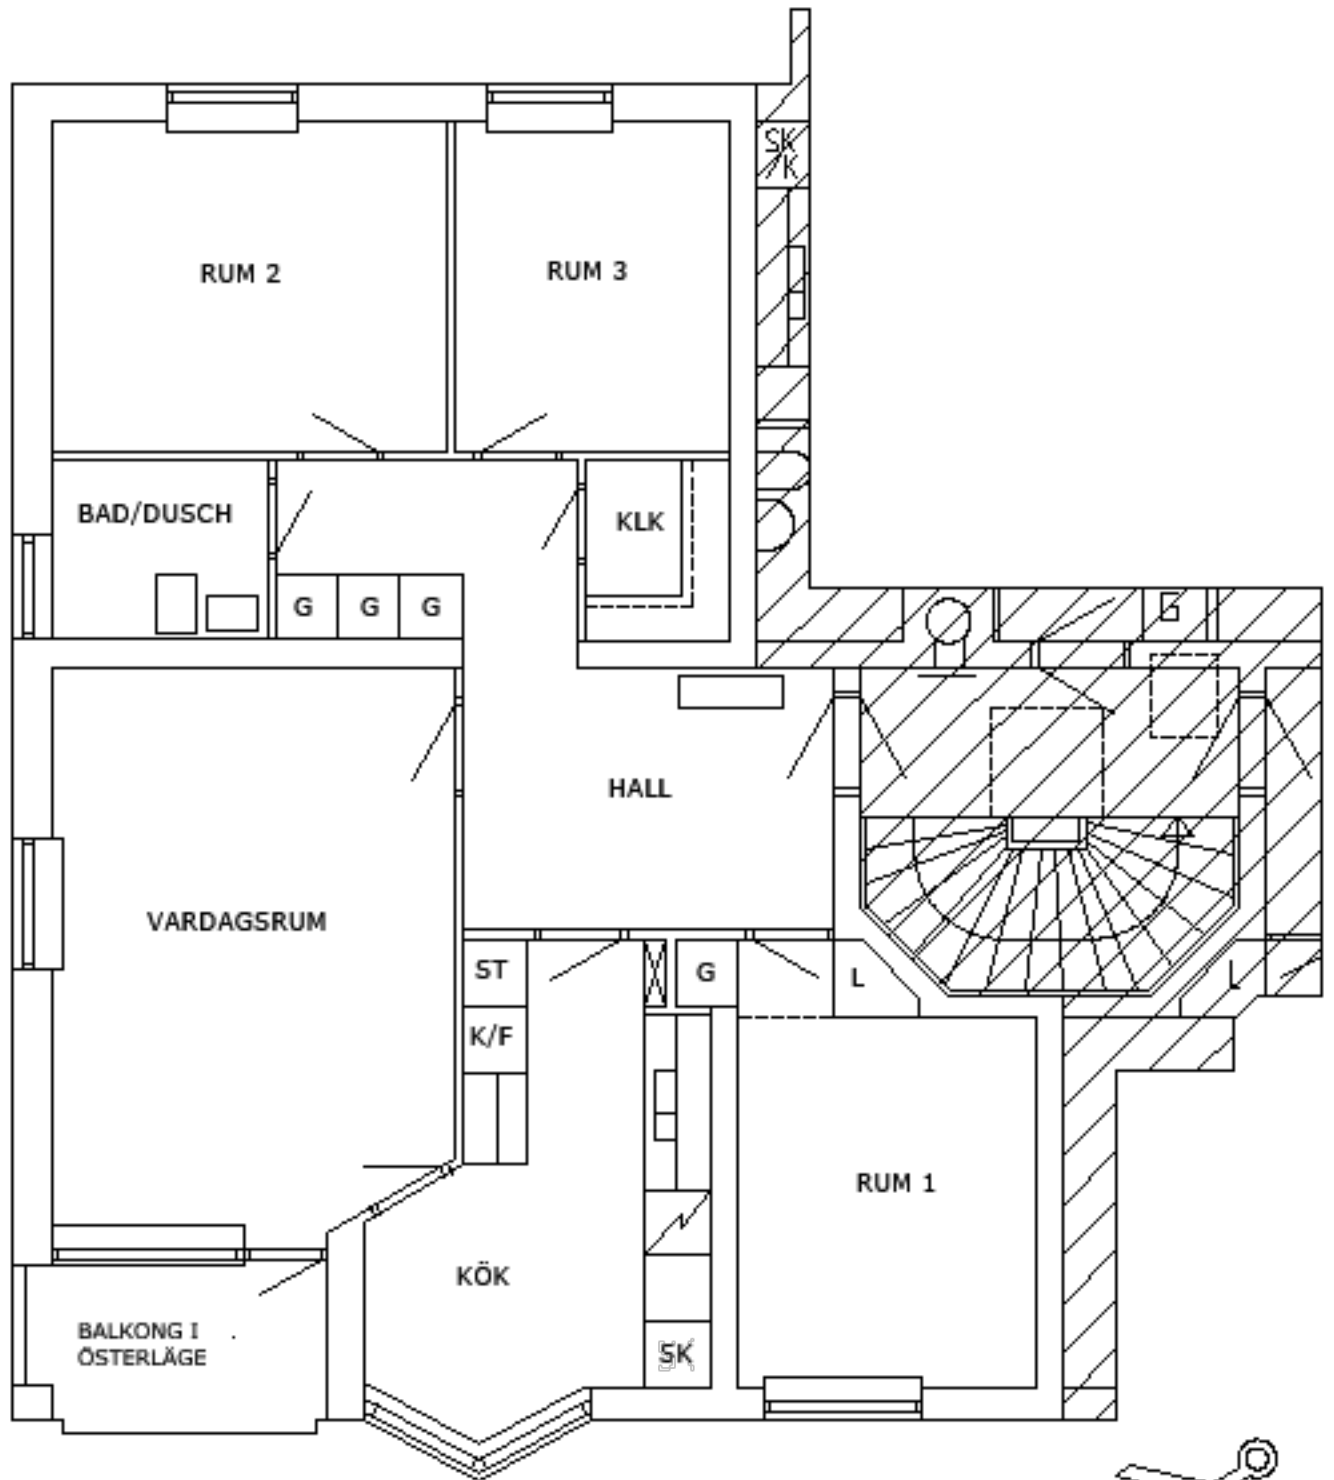 SK
/K
RUM 2
RUM 3
BAD/DUSCH
KLK
G
G
G
G
HALL
VARDAGSRUM
ST
G
L
L
K/F
RUM 1
KÖK
BALKONG I
ÖSTERLÄGE
SK